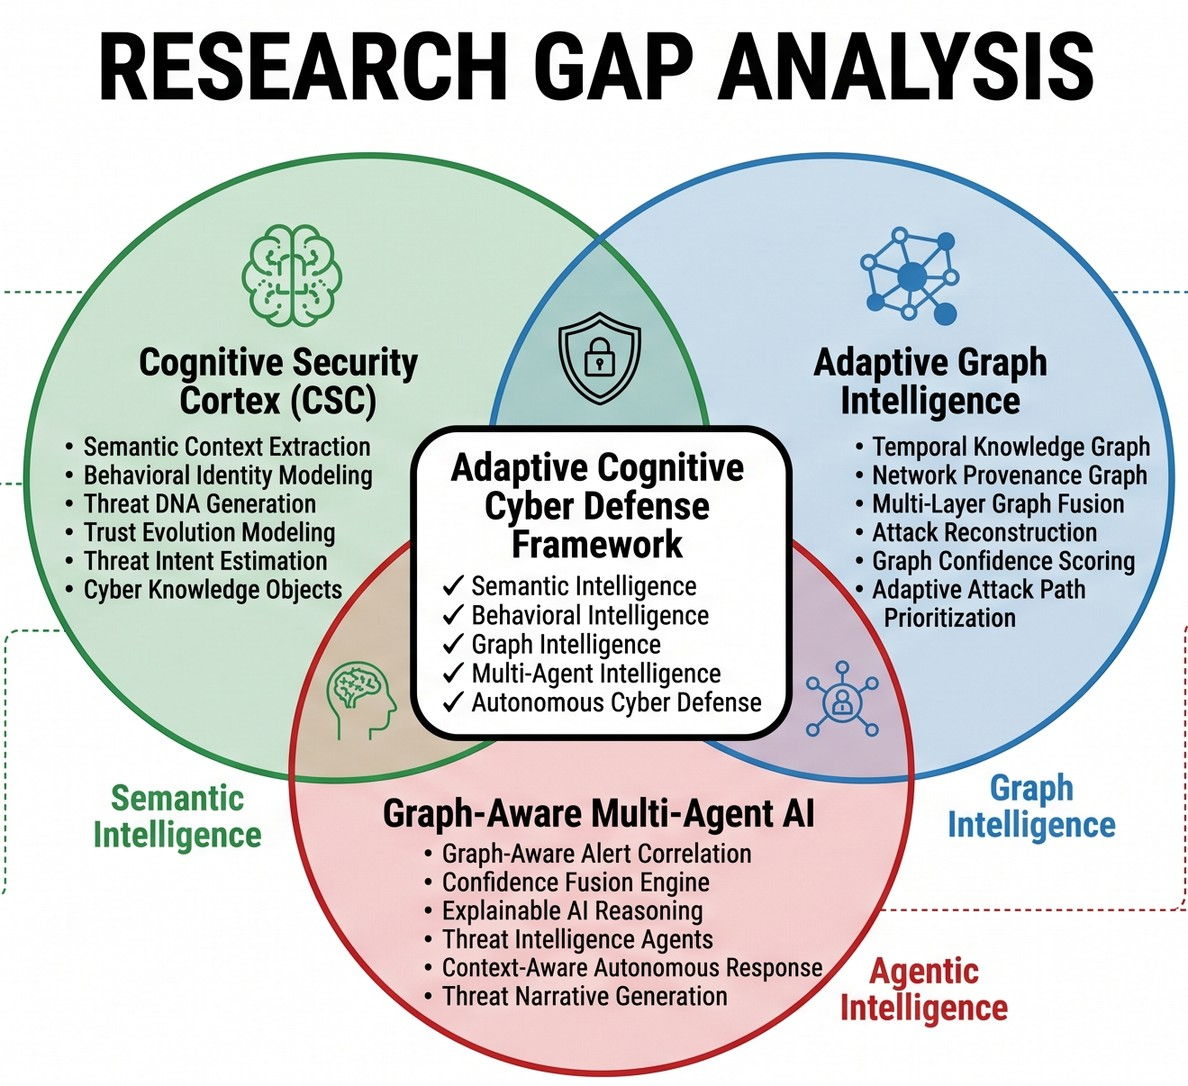 RESEARCH GAP ANALYSIS
Cognitive Security
Cortex (CSC)
• Semantic Context Extraction
• Behavioral Identity Modeling
• Threat DNA Generation
• Trust Evolution Modeling
• Threat Intent Estimation
• Cyber Knowledge Objects
Adaptive Graph
Intelligence
• Temporal Knowledge Graph
• Network Provenance Graph
• Multi-Layer Graph Fusion
• Attack Reconstruction
• Graph Confidence Scoring
• Adaptive Attack Path
Prioritization
Adaptive Cognitive
Cyber Defense
Framework
✓ Semantic Intelligence
✓ Behavioral Intelligence
✓ Graph Intelligence
✓ Multi-Agent Intelligence
✓ Autonomous Cyber Defense
Semantic
Intelligence
Graph
Intelligence
Graph-Aware Multi-Agent AI
• Graph-Aware Alert Correlation
• Confidence Fusion Engine
• Explainable AI Reasoning
• Threat Intelligence Agents
• Context-Aware Autonomous Response
• Threat Narrative Generation
Agentic
Intelligence